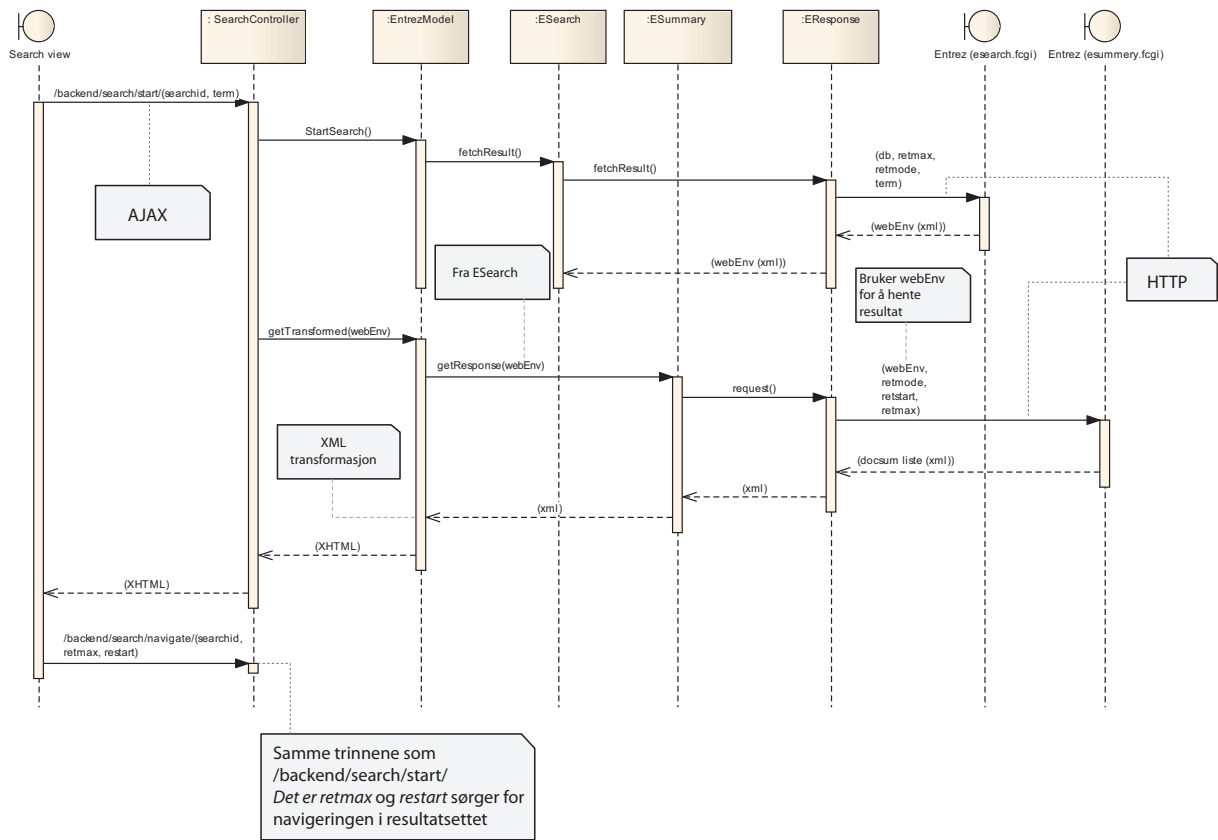 : SearchController
:EntrezModel
:ESearch
:ESummary
:EResponse
Search view
Entrez (esearch.fcgi)
Entrez (esummery.fcgi)
/backend/search/start/(searchid, term)
StartSearch()
fetchResult()
fetchResult()
(db, retmax,
retmode,
term)
AJAX
(webEnv (xml))
Fra ESearch
(webEnv (xml))
Bruker webEnv
for å hente
resultat
HTTP
getTransformed(webEnv)
getResponse(webEnv)
(webEnv,
retmode,
retstart,
retmax)
request()
XML
transformasjon
(docsum liste (xml))
(xml)
(xml)
(XHTML)
(XHTML)
/backend/search/navigate/(searchid,
retmax, restart)
Samme trinnene som
/backend/search/start/
Det er retmax og restart sørger for
navigeringen i resultatsettet